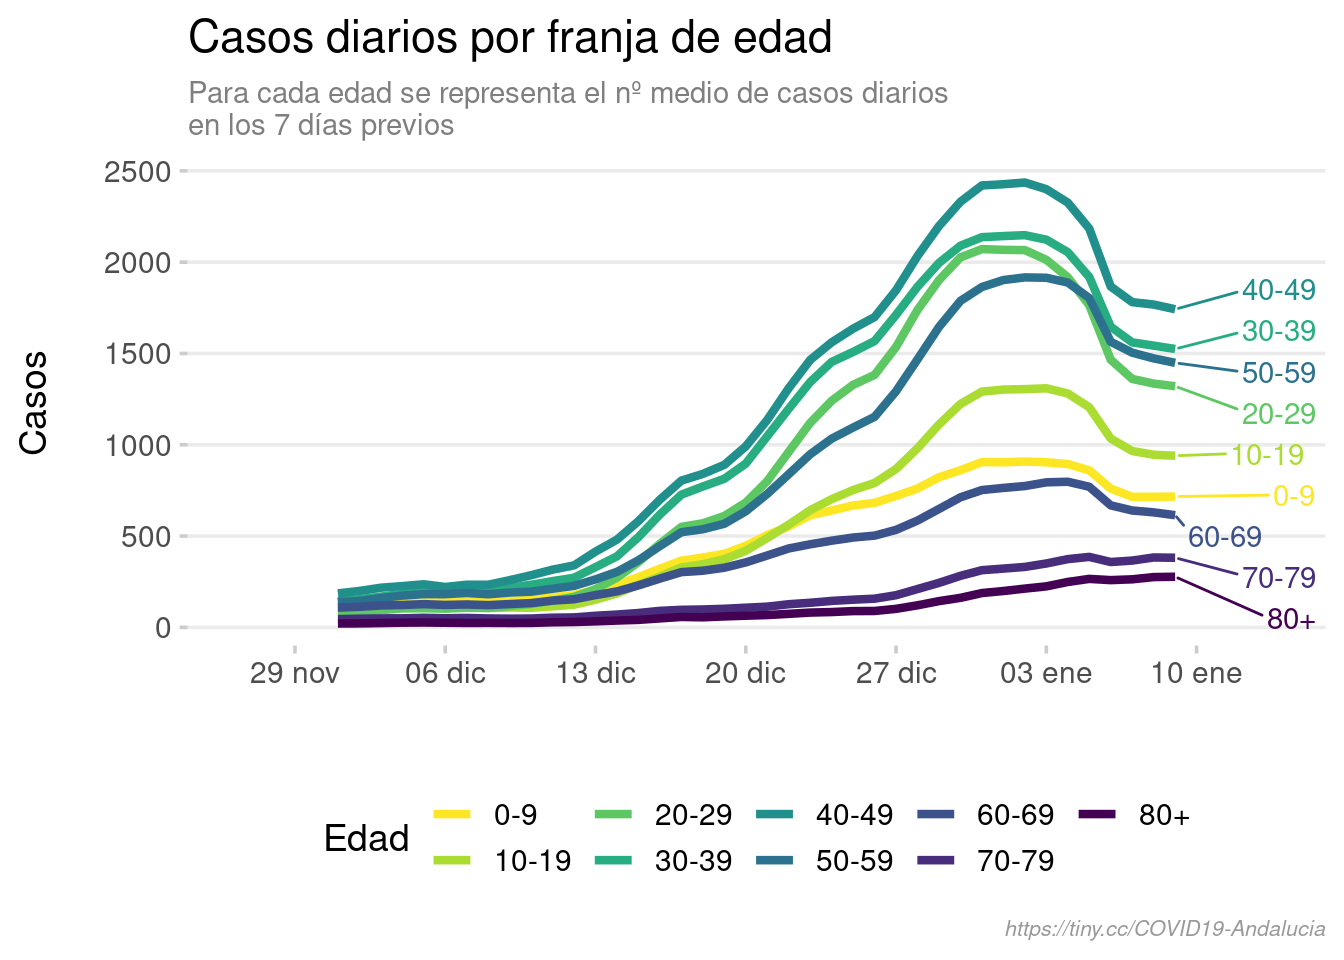 Casos diarios por franja de edad
Para cada edad se representa el nº medio de casos diarios
en los 7 días previos
Casos
2500
2000
1500
1000
500
0
29 nov 06 dic 13 dic 20 dic 27 dic 03 ene 10 ene
40-49
30-39
50-59
20-29
10-19
0-9
60-69
70-79
80+
Edad
0-9 20-29 40-49 60-69 80+
10-19 30-39 50-59 70-79
https://tiny.cc/COVID19-Andalucia